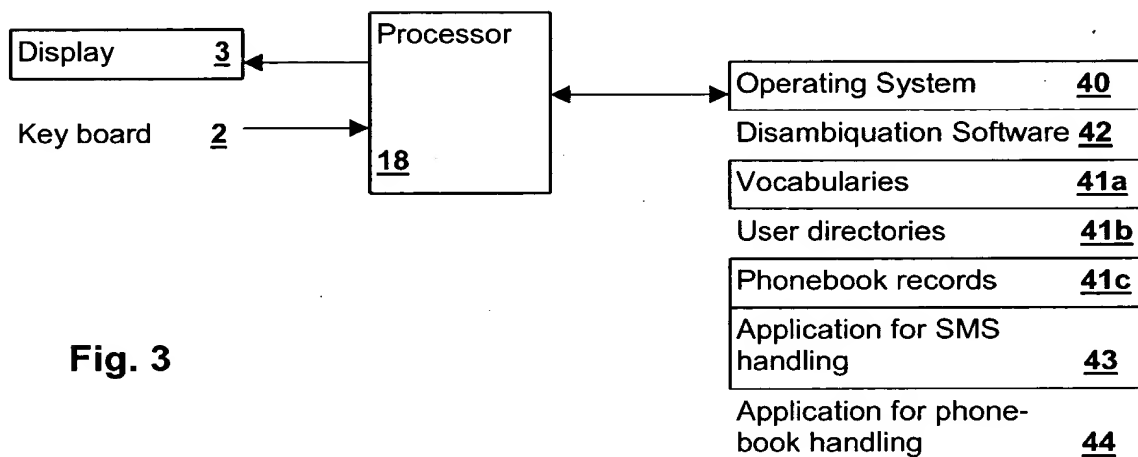 Display 3
Key board 2
Processor
18
Operating System 40
Disambiquation Software 42
Vocabularies 41a
User directories 41b
Phonebook records 41c
Application for SMS
handling 43
Application for phone-
book handling 44
Fig. 3